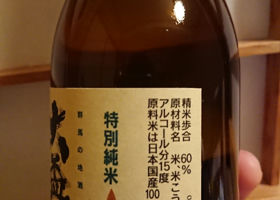 精米歩合 60%
原材料名 米、米こう
アルコール分15度
原料米は日本国産100
特別純米
群馬の地酒